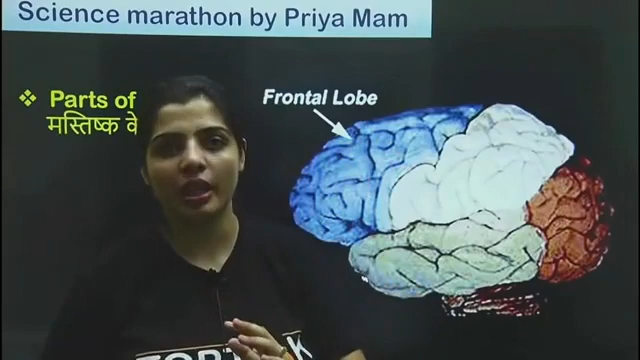 Science marathon by Priya Mam
Parts of
मस्तिष्क वे
Frontal Lobe